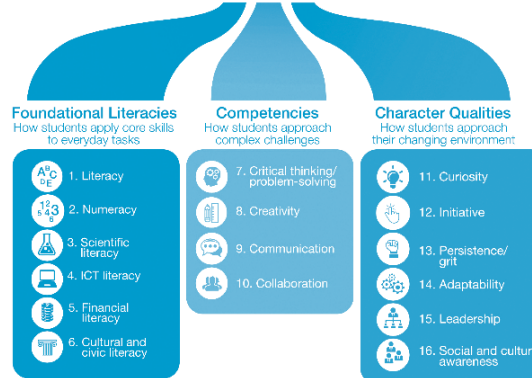 Foundational Literacies
How students apply core skills
to everyday tasks
1. Literacy
2. Numeracy
3. Scientific
literacy
4. ICT literacy
5. Financial
literacy
6. Cultural and
civic literacy
Competencies
How students approach
complex challenges
7. Critical thinking/
problem-solving
8. Creativity
9. Communication
10. Collaboration
Character Qualities
How students approach
their changing environment
11. Curiosity
12. Initiative
13. Persistence/
grit
14. Adaptability
15. Leadership
16. Social and cultur
awareness